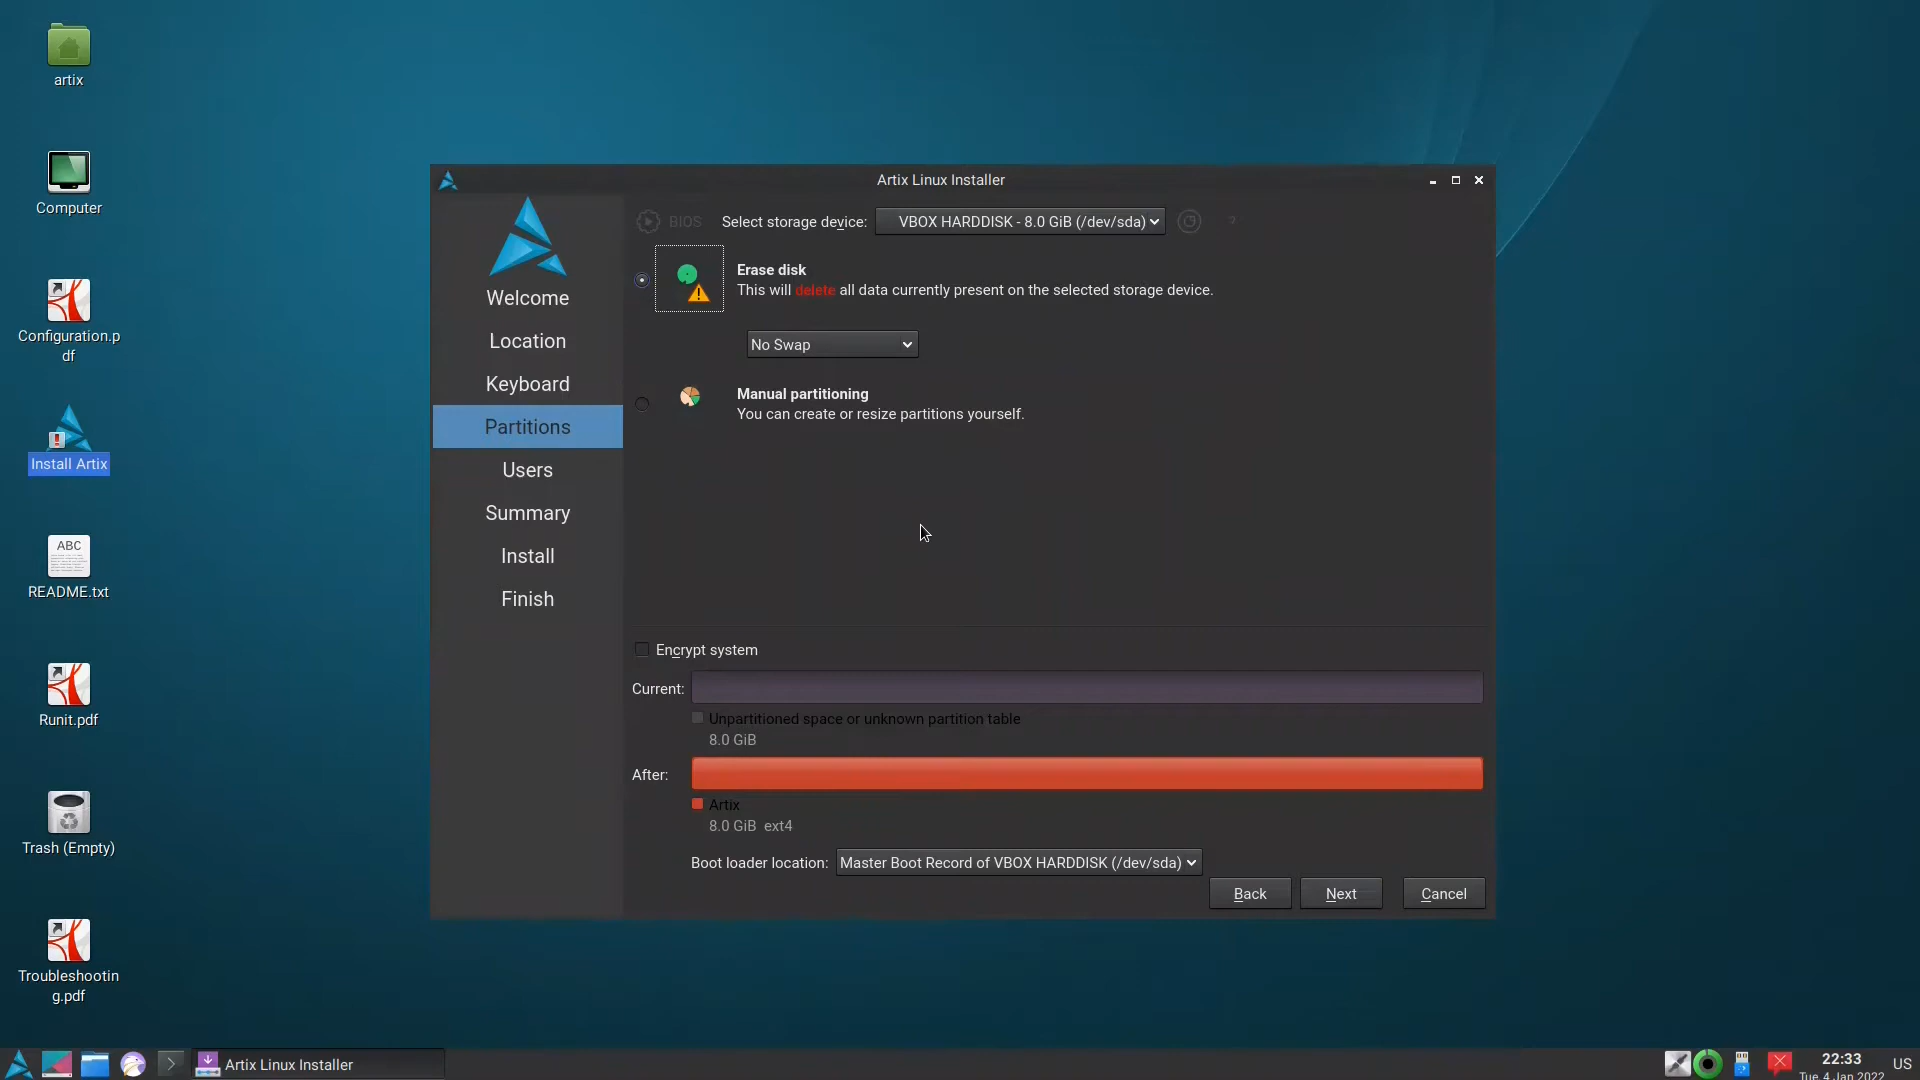 artix
Computer
Configuration.p
df
Install Artix
ABC
README.txt
Runit.pdf
Trash (Empty)
Troubleshootin
g.pdf
Artix Linux Installer
Welcome
Location
Keyboard
Partitions
Users
Summary
Install
Finish
BIOS
Select storage device:
VBOX HARDDISK - 8.0 GiB (/dev/sda)
?
Erase disk
This will delete all data currently present on the selected storage device.
No Swap
Manual partitioning
You can create or resize partitions yourself.
Encrypt system
Current:
Unpartitioned space or unknown partition table
8.0 GiB
After:
Artix
8.0 GiB ext4
Boot loader location:
Master Boot Record of VBOX HARDDISK (/dev/sda)
Back
Next
Cancel
Artix Linux Installer
22:33
Tue, 4 Jan 2022
US